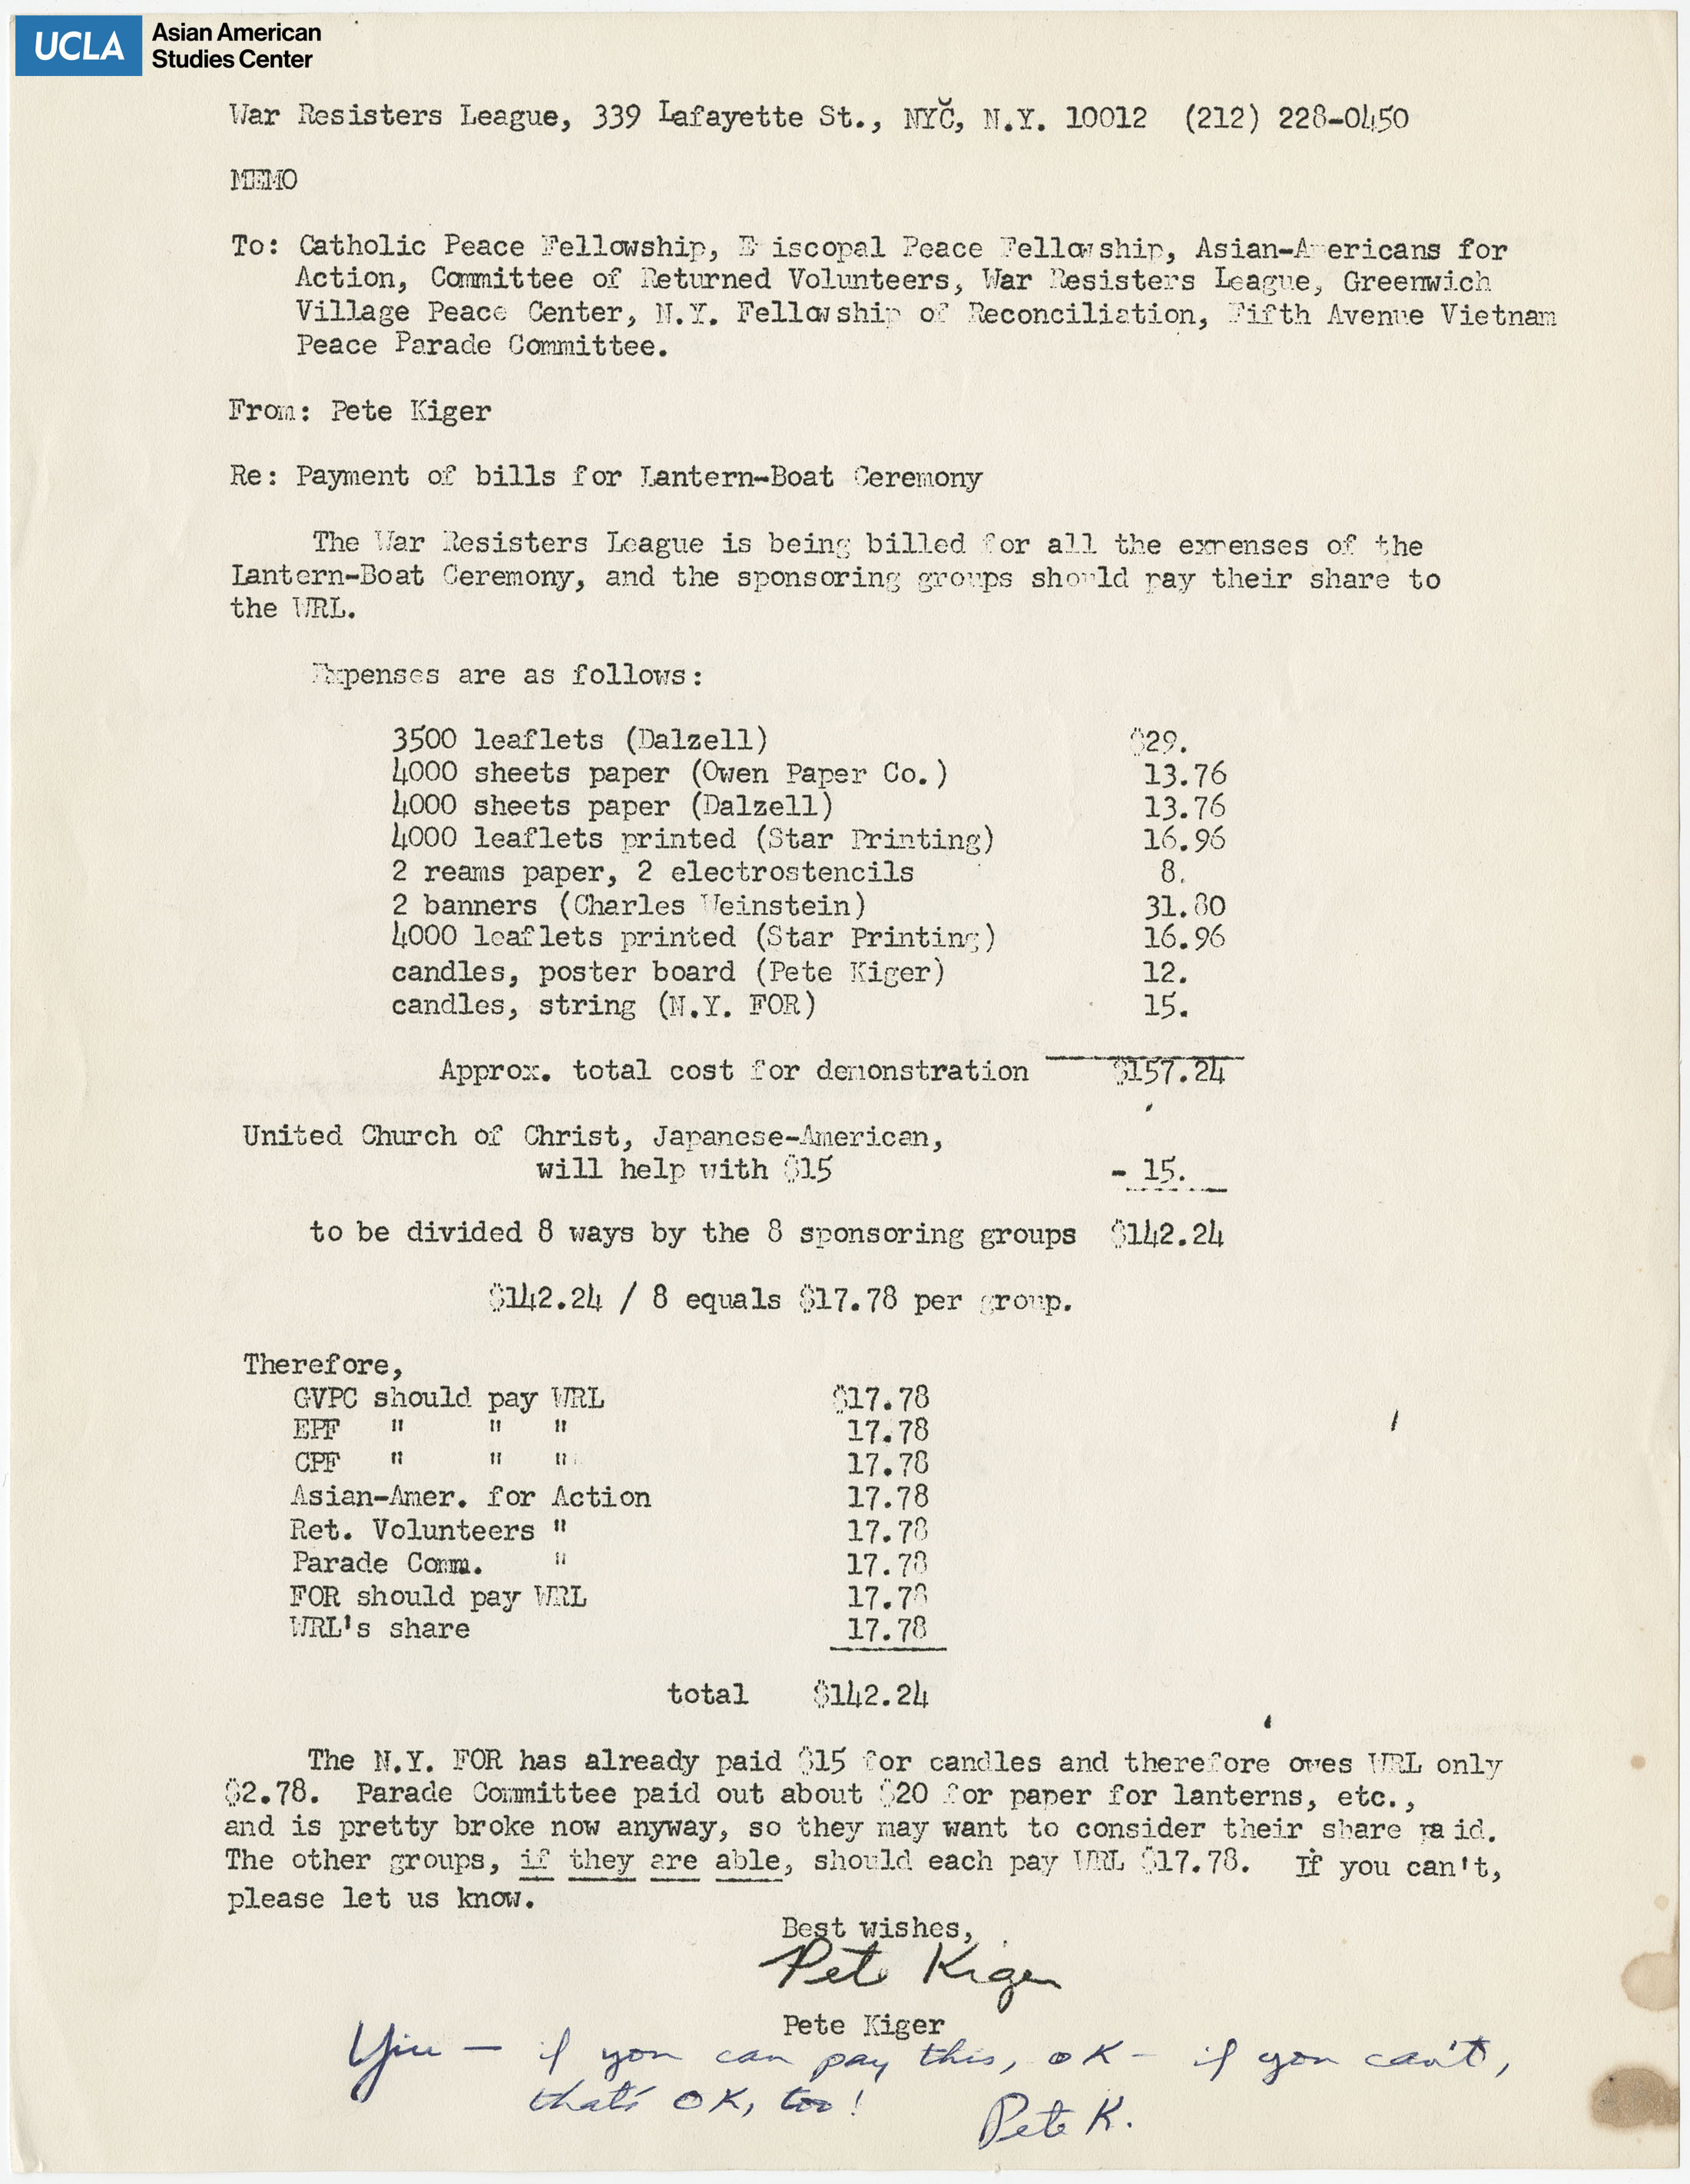 UCLA Asian American
Studies Center
War Resisters League, 339 Lafayette St., NYC, N.Y. 10012 (212) 228-0450
MEMO
To: Catholic Peace Fellowship, E iscopal Peace Fellowship, Asian-Americans for
Action, Committee of Returned Volunteers, War Resisters League, Greenwich
Village Peace Center, N.Y. Fellowship of Reconciliation, Fifth Avenue Vietnam
Peace Parade Committee.
From: Pete Kiger
Re: Payment of bills for Lantern-Boat Ceremony
The War Resisters League is being billed for all the expenses of the
Lantern-Boat Ceremony, and the sponsoring groups should pay their share to
the WRL.
Expenses are as follows:
3500 leaflets (Dalzell) $29.
4000 sheets paper (Owen Paper Co.) 13.76
4000 sheets paper (Dalzell) 13.76
4000 leaflets printed (Star Printing) 16.96
2 reams paper, 2 electrostencils 8.
2 banners (Charles Weinstein) 31.80
4000 leaflets printed (Star Printing) 16.96
candles, poster board (Pete Kiger) 12.
candles, string (N.Y. FOR) 15.
Approx. total cost for demonstration $157.24
United Church of Christ, Japanese-American,
will help with $15 - 15.
to be divided 8 ways by the 8 sponsoring groups $142.24
$142.24 / 8 equals $17.78 per group.
Therefore,
GVPC should pay WRL $17.78
EPF " " " 17.78
CPF " " " 17.78
Asian-Amer. for Action 17.78
Ret. Volunteers " 17.78
Parade Comm. " 17.78
FOR should pay WRL 17.78
WRL's share 17.78
total $142.24
The N.Y. FOR has already paid $15 for candles and therefore owes WRL only
$2.78. Parade Committee paid out about $20 for paper for lanterns, etc.,
and is pretty broke now anyway, so they may want to consider their share paid.
The other groups, if they are able, should each pay WRL $17.78. If you can't,
please let us know.
Best wishes,
Pete Kiger
Pete Kiger
— if you can pay this, OK — if you can't,
that's OK, too!
Pete K.